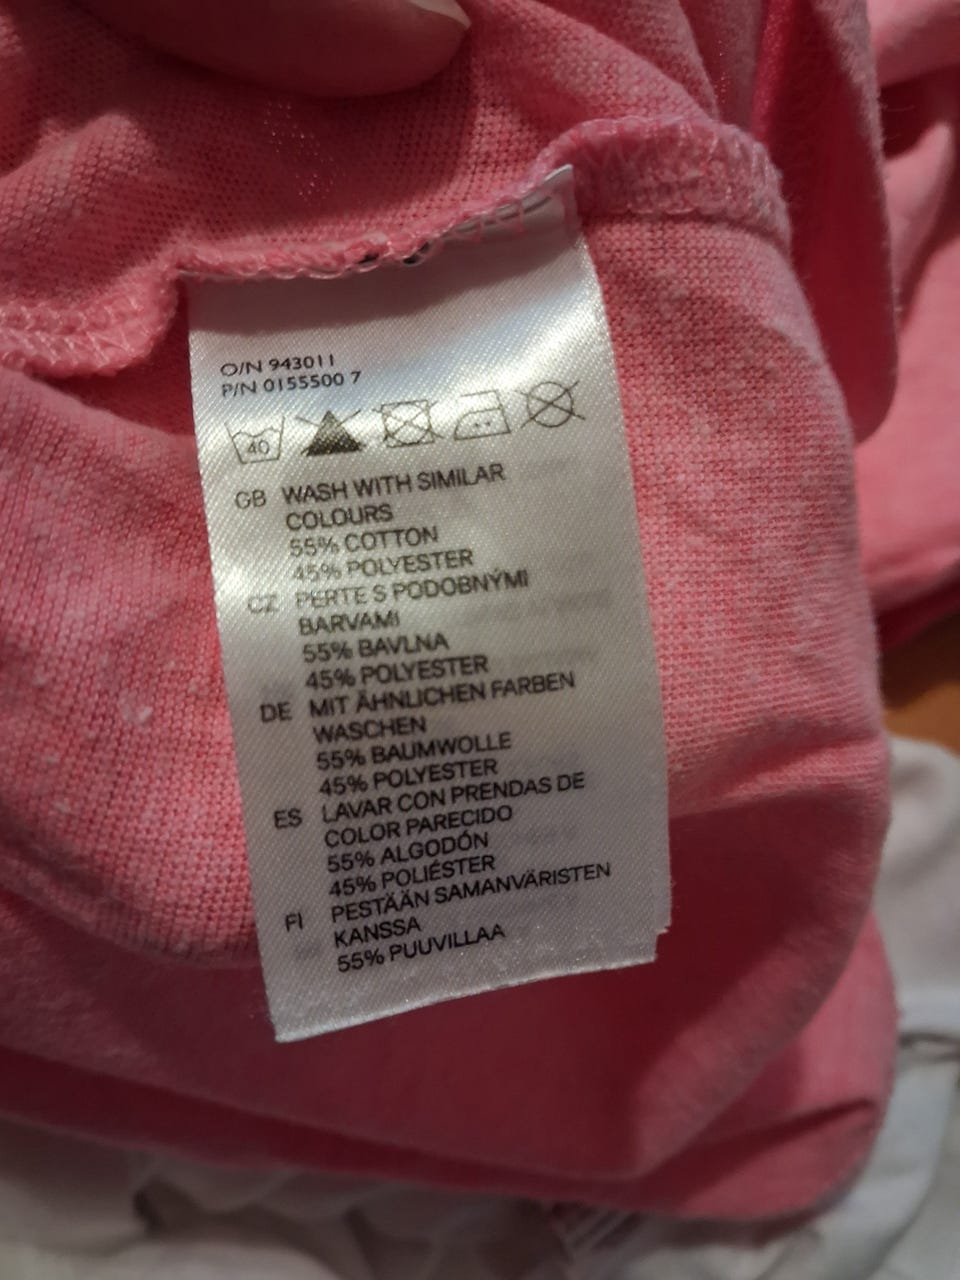 O/N 943011
P/N 0155500 7
40
GB WASH WITH SIMILAR
COLOURS
55% COTTON
45% POLYESTER
CZ PERTE S PODOBNÝMI
BARVAMI
55% BAVLNA
45% POLYESTER
DE MIT ÄHNLICHEN FARBEN
WASCHEN
55% BAUMWOLLE
45% POLYESTER
ES LAVAR CON PRENDAS DE
COLOR PARECIDO
55% ALGODÓN
45% POLIÉSTER
FI PESTÄÄN SAMANVÄRISTEN
KANSSA
55% PUUVILLAA